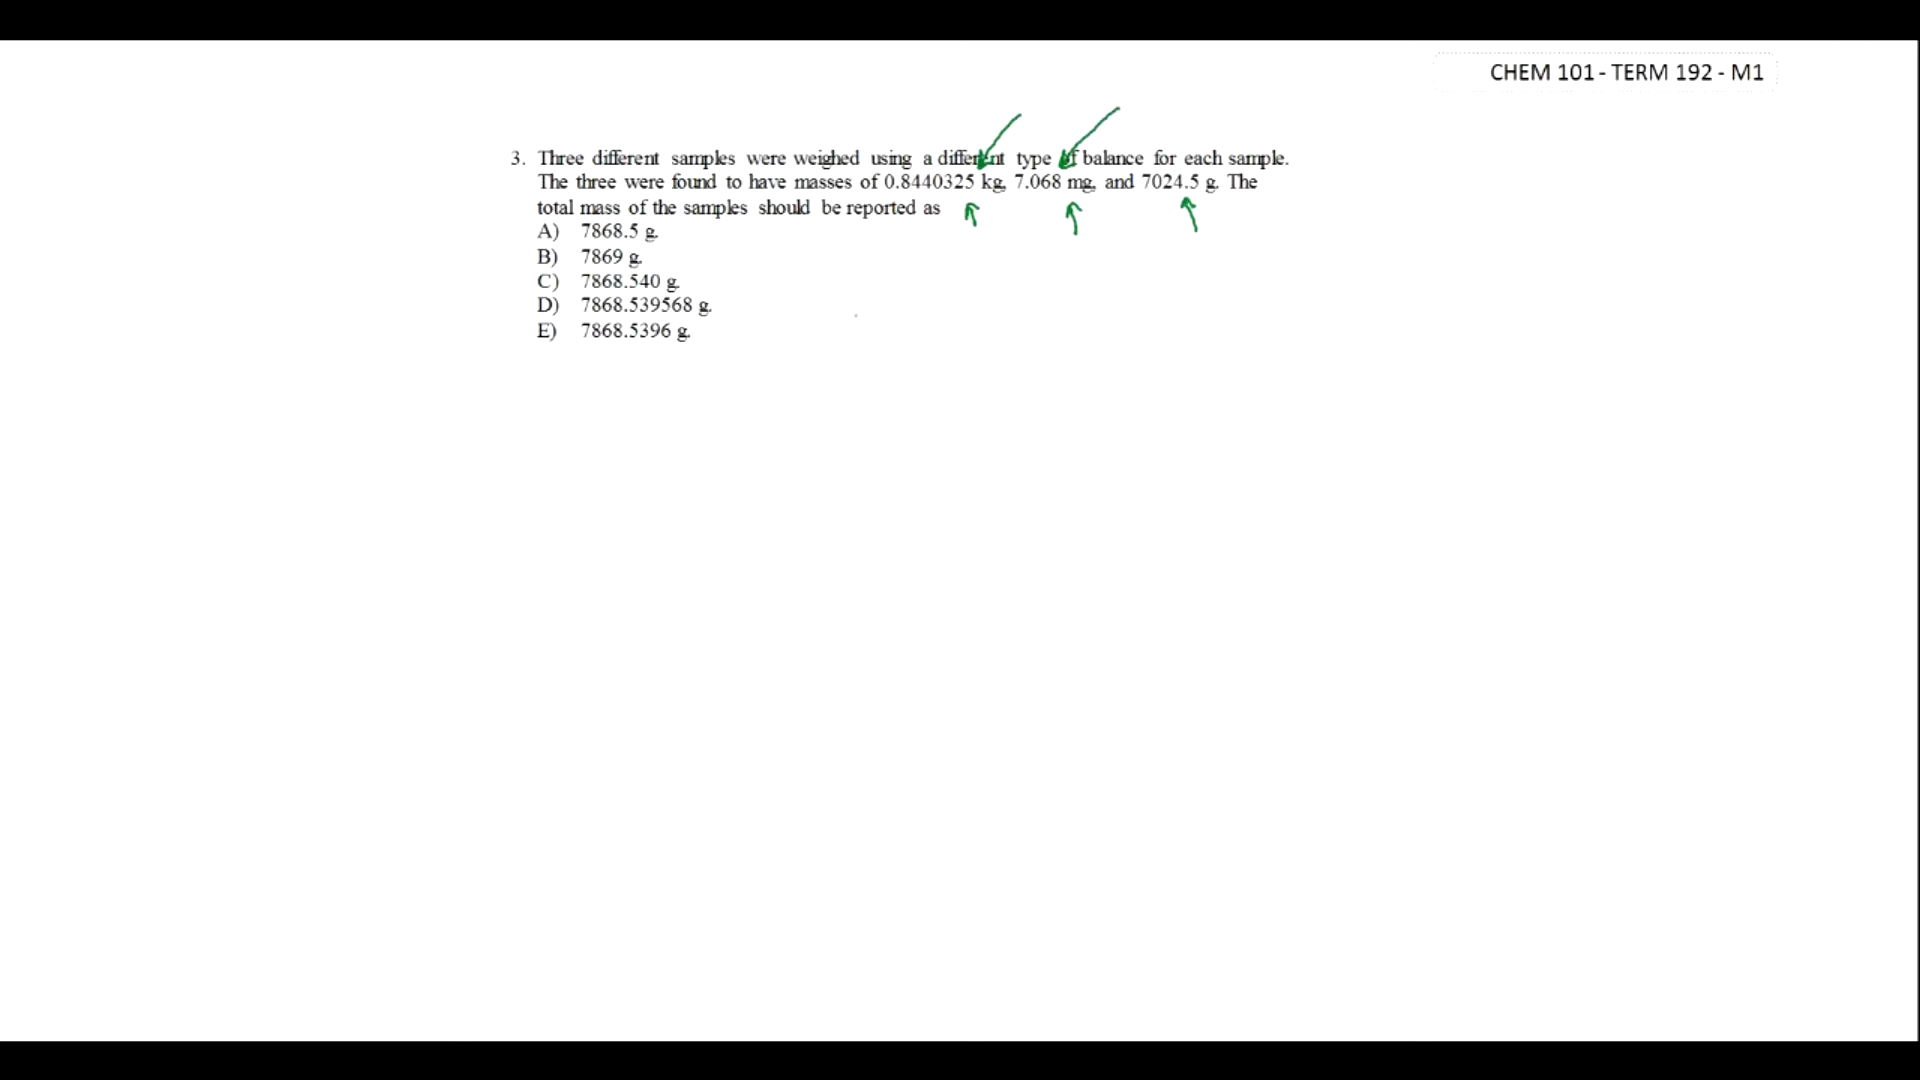 CHEM 101 - TERM 192 - M1
3. Three different samples were weighed using a different type of balance for each sample.
The three were found to have masses of 0.8440325 kg, 7.068 mg, and 7024.5 g. The
total mass of the samples should be reported as
A) 7868.5 g.
B) 7869 g.
C) 7868.540 g.
D) 7868.539568 g.
E) 7868.5396 g.